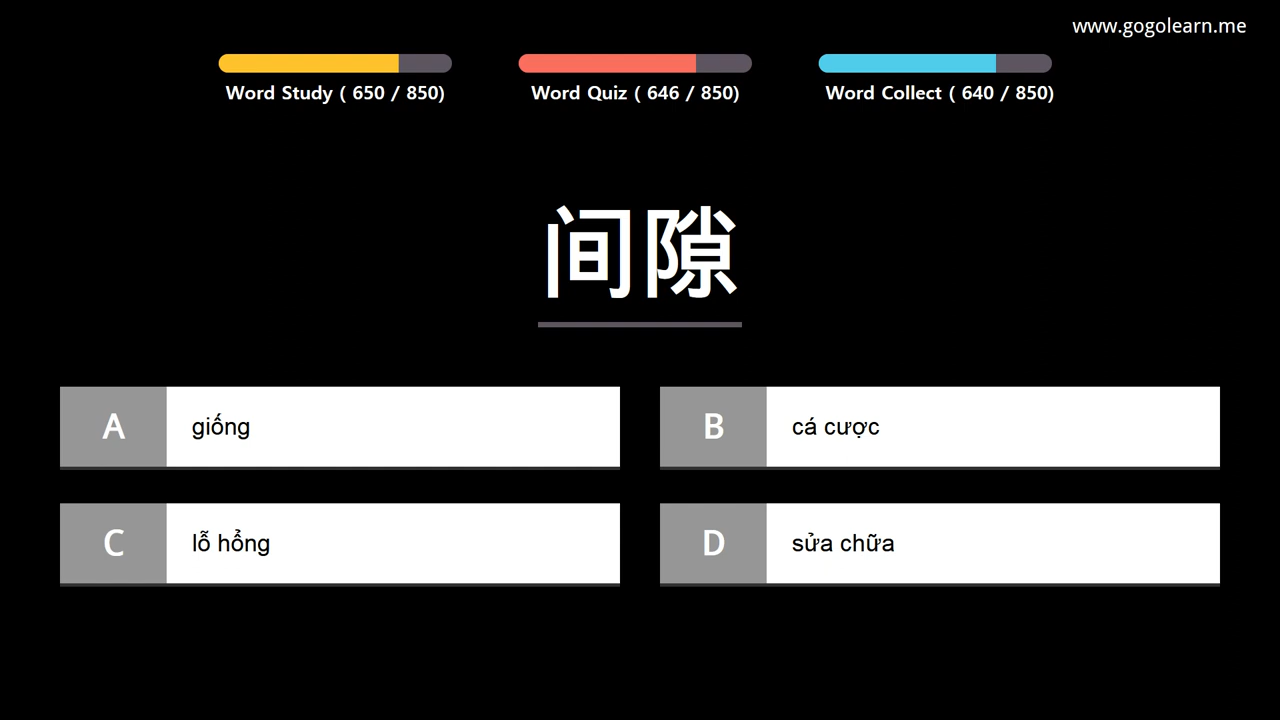 www.gogolearn.me
Word Study ( 650 / 850)
Word Quiz ( 646 / 850)
Word Collect ( 640 / 850)
间隙
A giống
B cá cược
C lỗ hổng
D sửa chữa